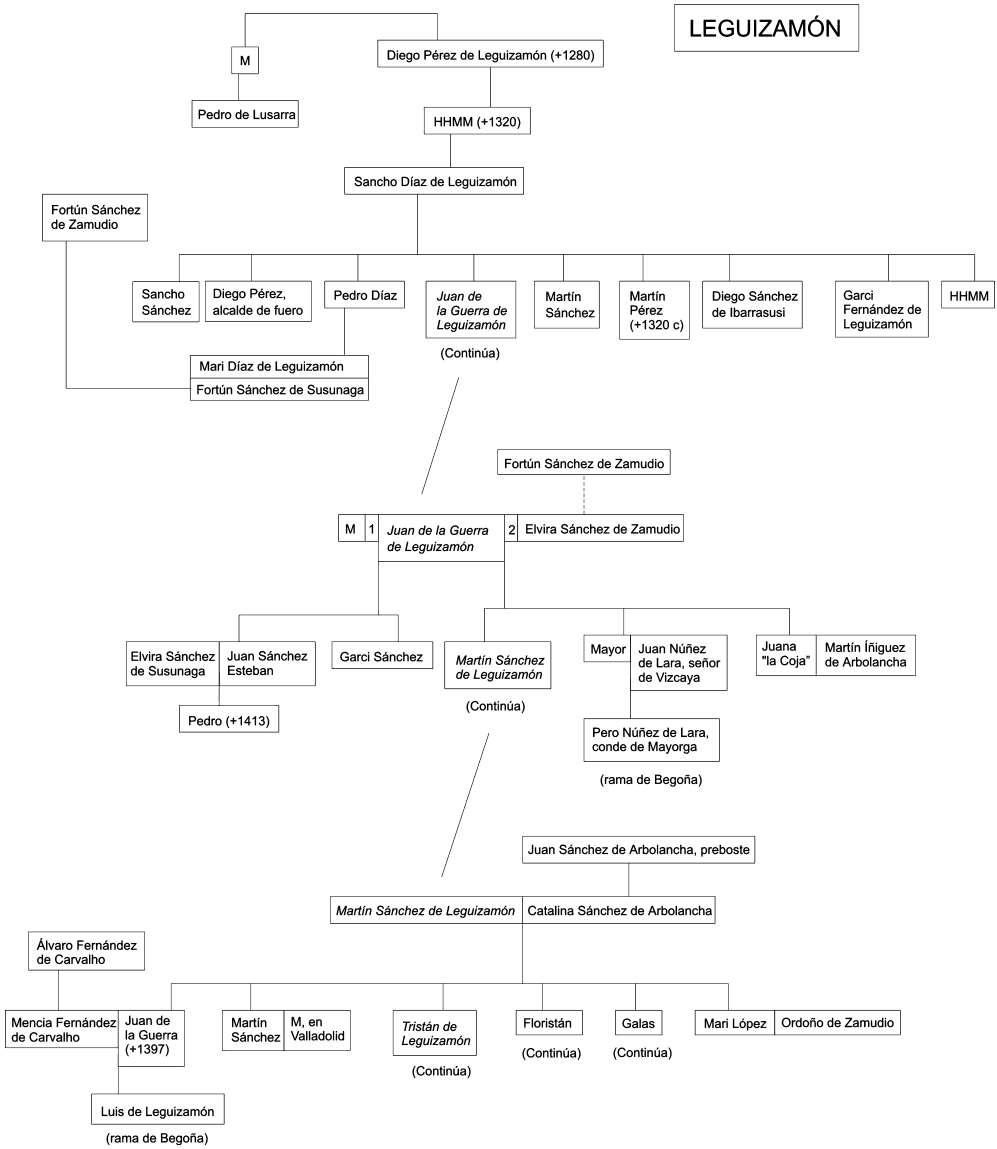 LEGUIZAMÓN
M
Diego Pérez de Leguizamón (+1280)
Pedro de Lusarra
HHMM (+1320)
Sancho Díaz de Leguizamón
Fortún Sánchez
de Zamudio
Sancho
Sánchez
Diego Pérez,
alcalde de fuero
Pedro Díaz
Juan de
la Guerra de
Leguizamón
(Continúa)
Martín
Sánchez
Martín
Pérez
(+1320 c)
Diego Sánchez
de Ibarrasusi
Garci
Fernández de
Leguizamón
HHMM
Mari Díaz de Leguizamón
Fortún Sánchez de Susunaga
Fortún Sánchez de Zamudio
M
1
Juan de la Guerra
de Leguizamón
2
Elvira Sánchez de Zamudio
Elvira Sánchez
de Susunaga
Juan Sánchez
Esteban
Pedro (+1413)
Garci Sánchez
Martín Sánchez
de Leguizamón
(Continúa)
Mayor
Juan Núñez
de Lara, señor
de Vizcaya
Pero Núñez de Lara,
conde de Mayorga
(rama de Begoña)
Juana
"la Coja"
Martín Íñiguez
de Arbolancha
Juan Sánchez de Arbolancha, preboste
Martín Sánchez de Leguizamón
Catalina Sánchez de Arbolancha
Álvaro Fernández
de Carvalho
Mencia Fernández
de Carvalho
Juan de
la Guerra
(+1397)
Luis de Leguizamón
(rama de Begoña)
Martín
Sánchez
M, en
Valladolid
Tristán de
Leguizamón
(Continúa)
Floristán
(Continúa)
Galas
(Continúa)
Mari López
Ordoño de Zamudio